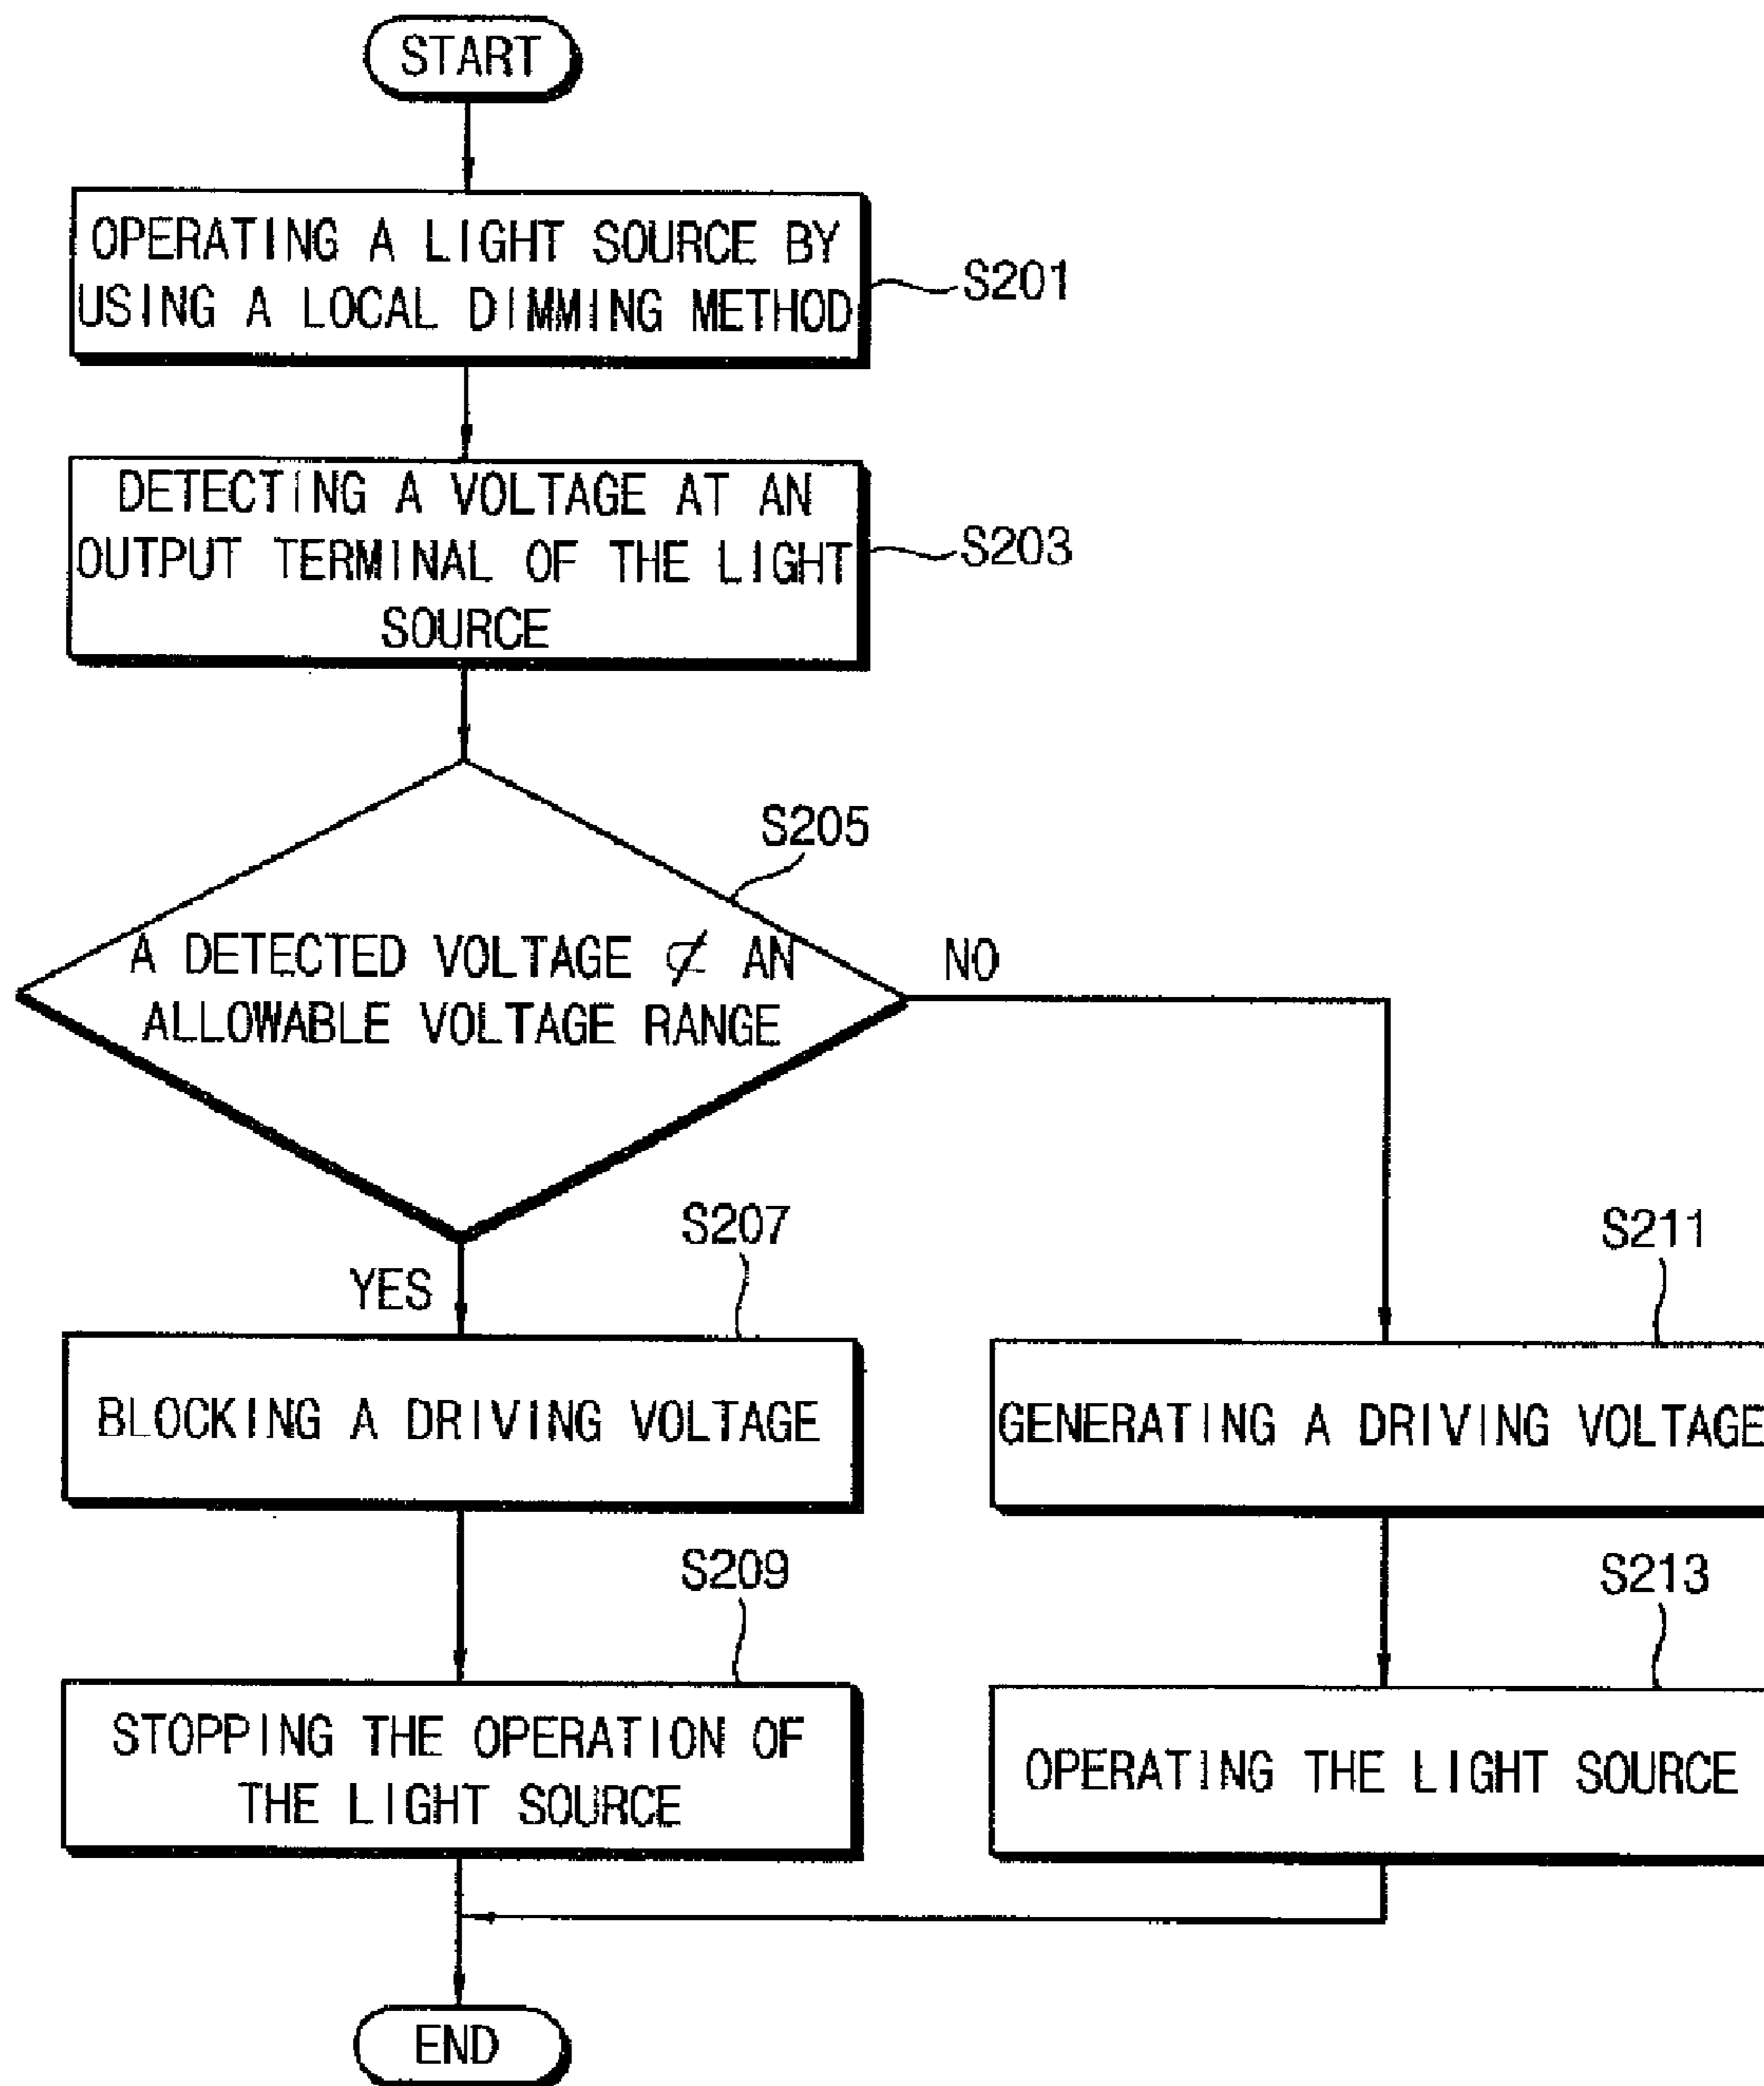 START
OPERATING A LIGHT SOURCE BY
USING A LOCAL DIMMING METHOD
S201
DETECTING A VOLTAGE AT AN
OUTPUT TERMINAL OF THE LIGHT
SOURCE
S203
S205
A DETECTED VOLTAGE ⊄ AN
ALLOWABLE VOLTAGE RANGE
NO
YES
S207
BLOCKING A DRIVING VOLTAGE
S211
GENERATING A DRIVING VOLTAGE
S209
STOPPING THE OPERATION OF
THE LIGHT SOURCE
S213
OPERATING THE LIGHT SOURCE
END